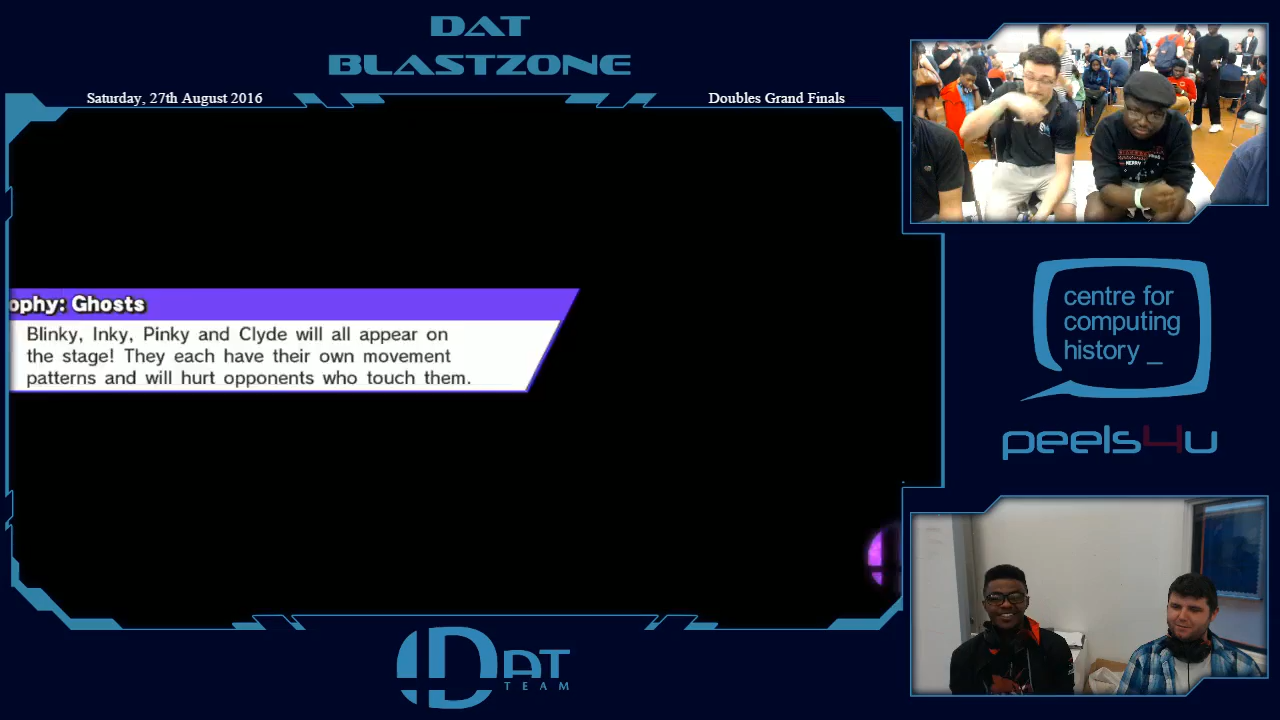 DAT
BLASTZONE
Saturday, 27th August 2016
Doubles Grand Finals
ophy: Ghosts
Blinky, Inky, Pinky and Clyde will all appear on
the stage! They each have their own movement
patterns and will hurt opponents who touch them.
centre for
computing
history _
peels4u
DAT
TEAM